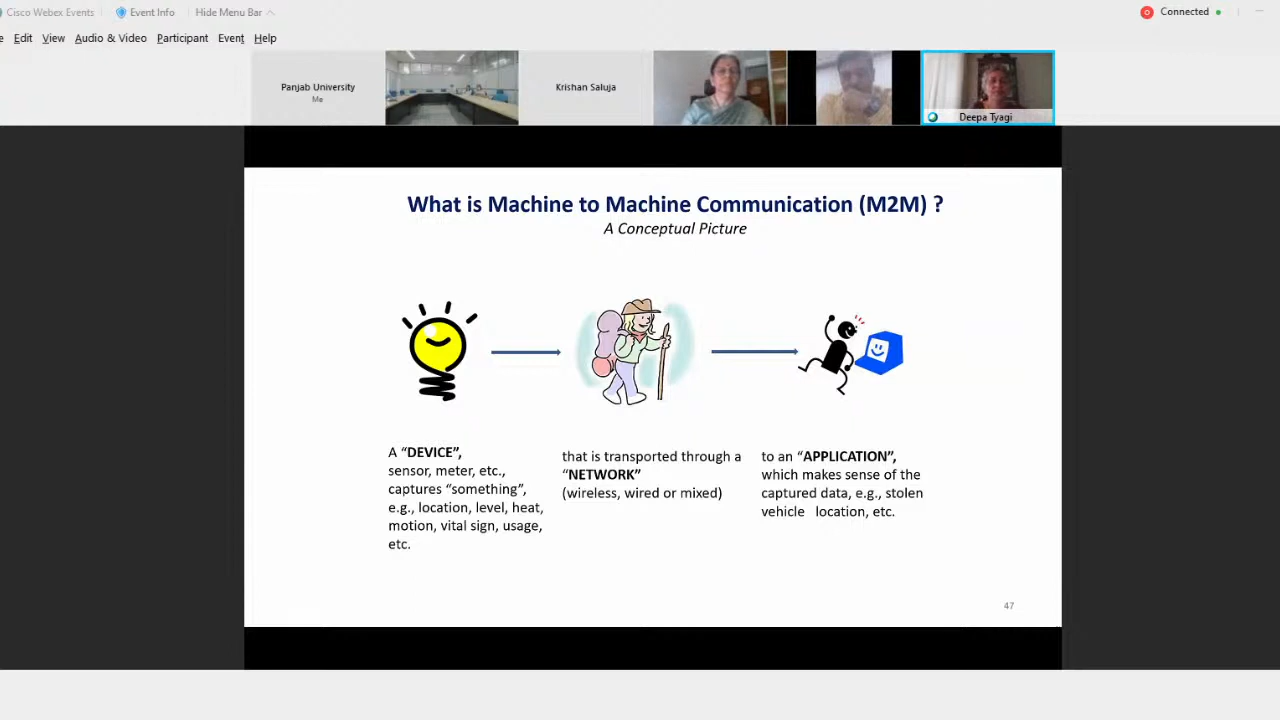 Cisco Webex Events Event Info Hide Menu Bar Connected
Edit View Audio & Video Participant Event Help
Panjab University
Me
Krishan Saluja
Deepa Tyagi
What is Machine to Machine Communication (M2M) ?
A Conceptual Picture
A “DEVICE”,
sensor, meter, etc.,
captures “something”,
e.g., location, level, heat,
motion, vital sign, usage,
etc.
that is transported through a
“NETWORK”
(wireless, wired or mixed)
to an “APPLICATION”,
which makes sense of the
captured data, e.g., stolen
vehicle location, etc.
47